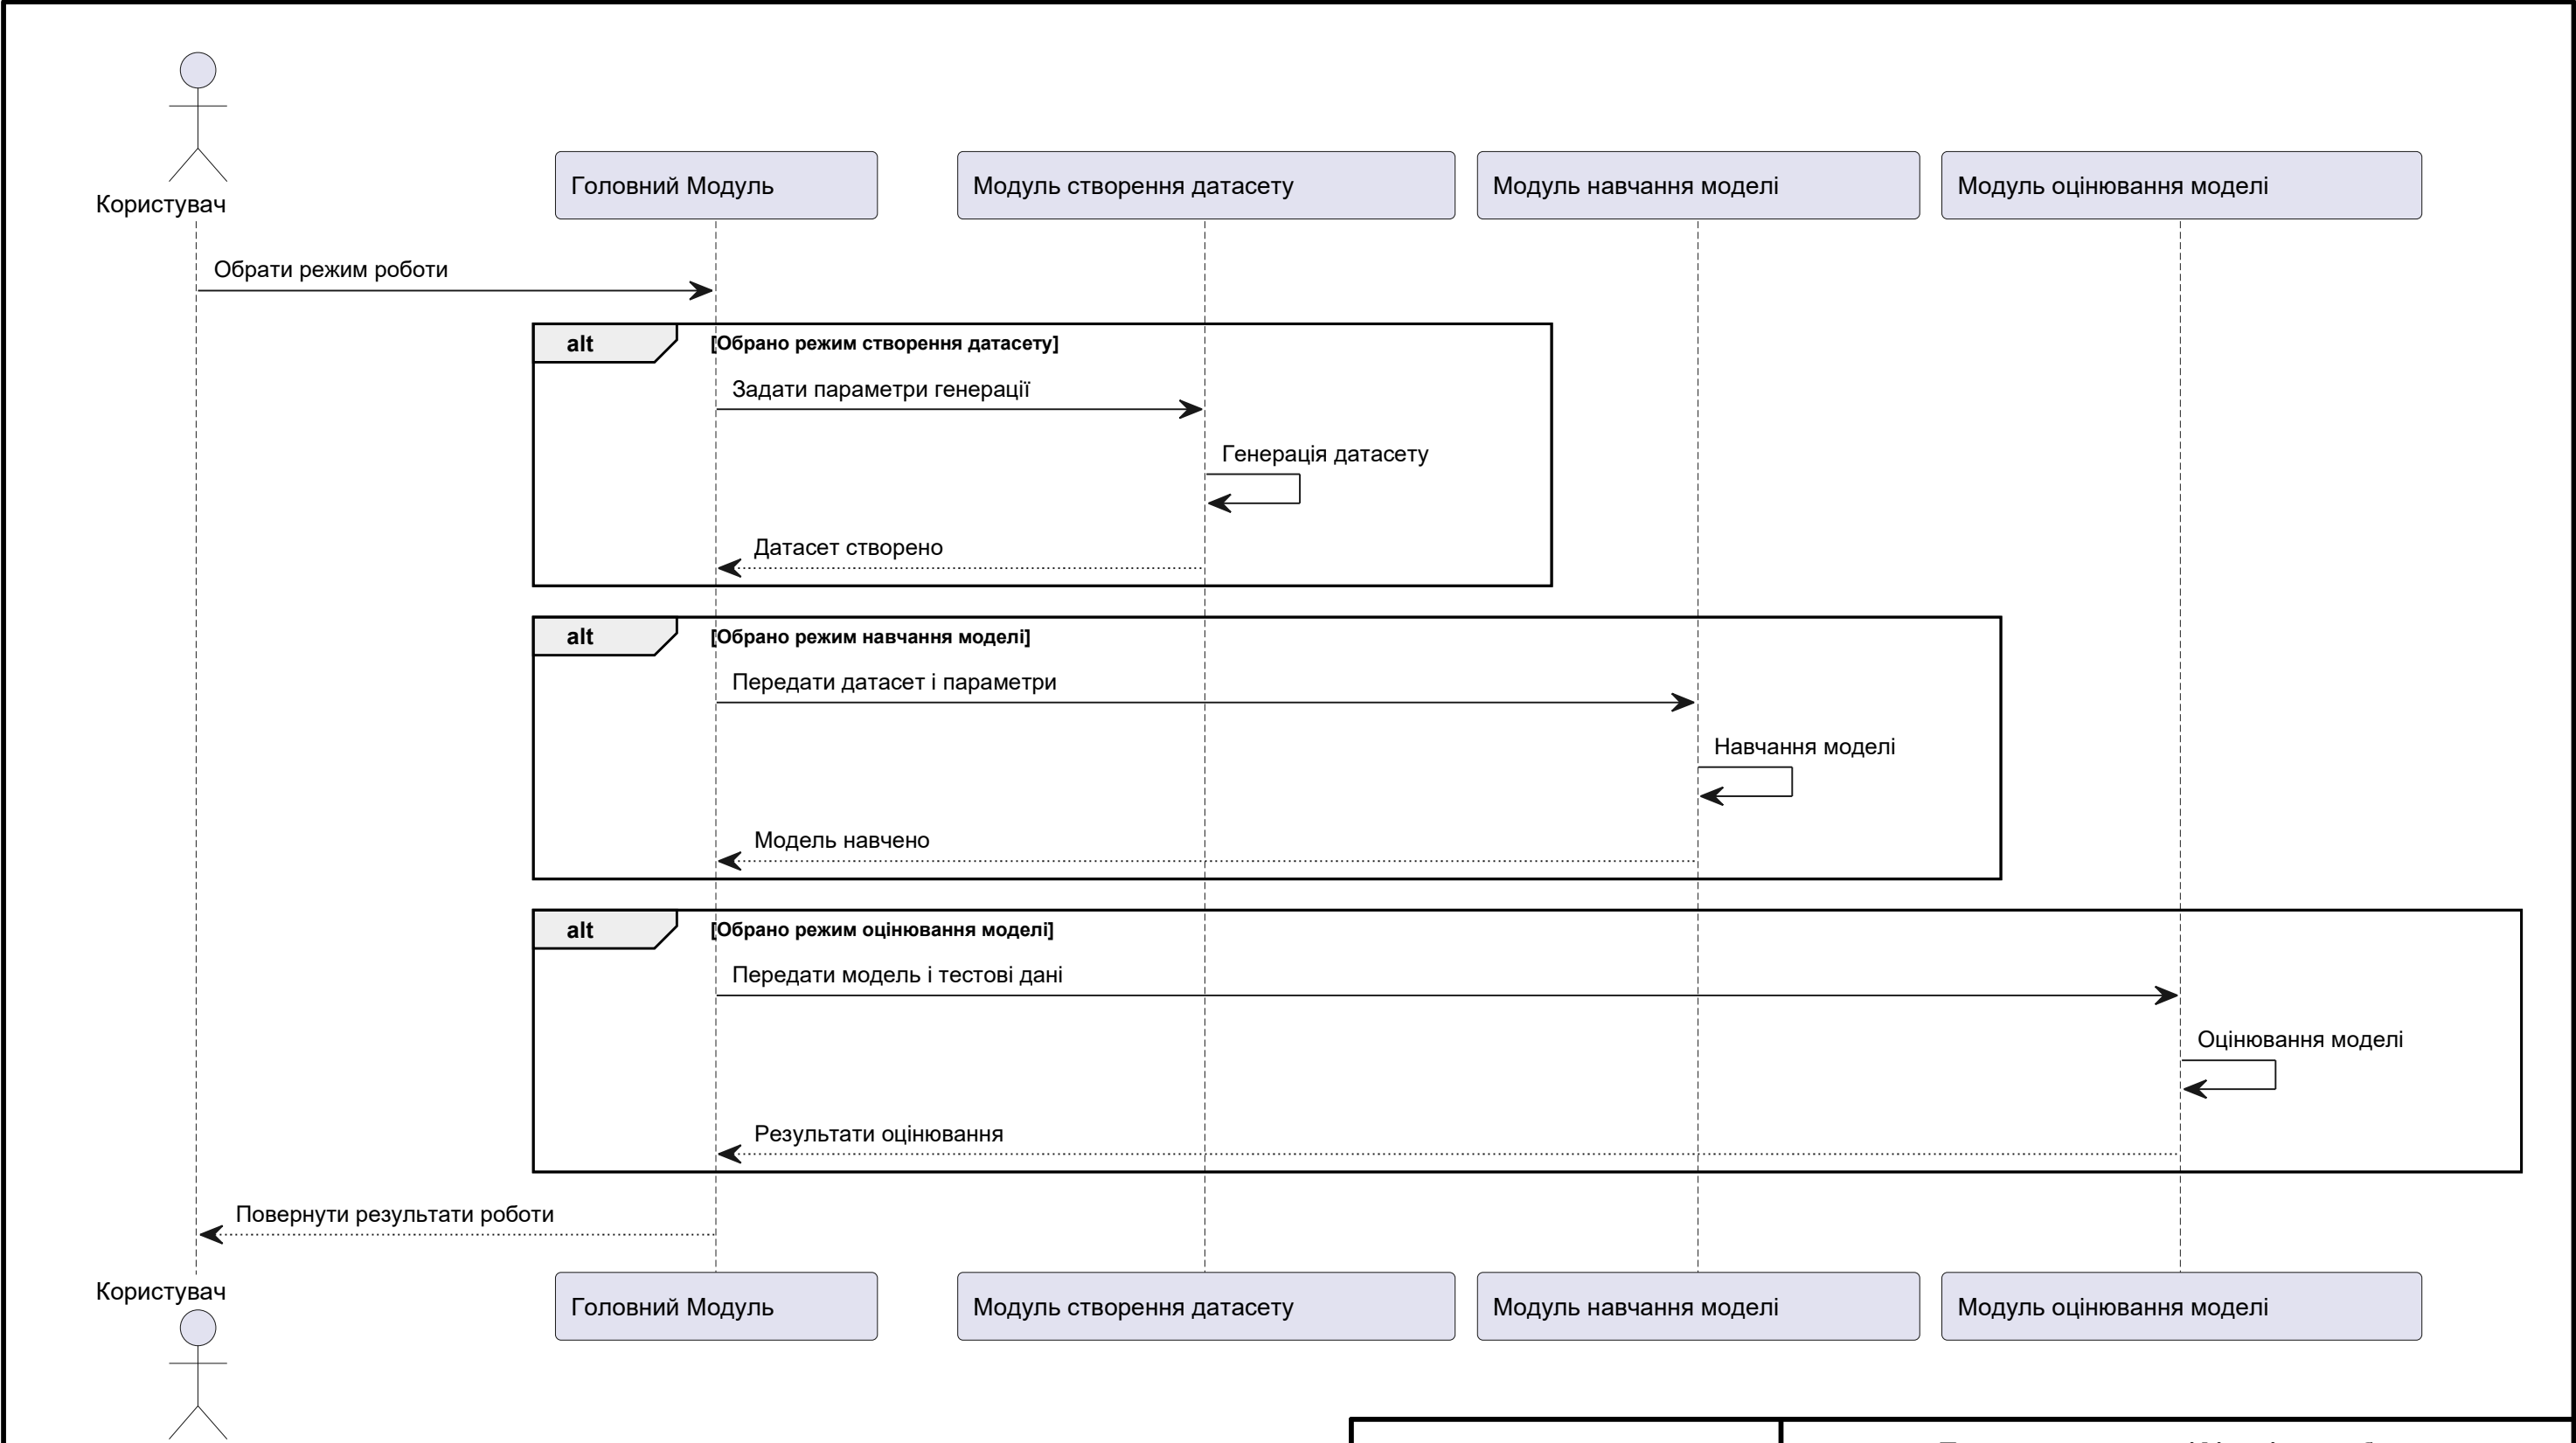 Користувач
Головний Модуль
Модуль створення датасету
Модуль навчання моделі
Модуль оцінювання моделі
Обрати режим роботи
alt
[Обрано режим створення датасету]
Задати параметри генерації
Генерація датасету
Датасет створено
alt
[Обрано режим навчання моделі]
Передати датасет і параметри
Навчання моделі
Модель навчено
alt
[Обрано режим оцінювання моделі]
Передати модель і тестові дані
Оцінювання моделі
Результати оцінювання
Повернути результати роботи
Користувач
Головний Модуль
Модуль створення датасету
Модуль навчання моделі
Модуль оцінювання моделі